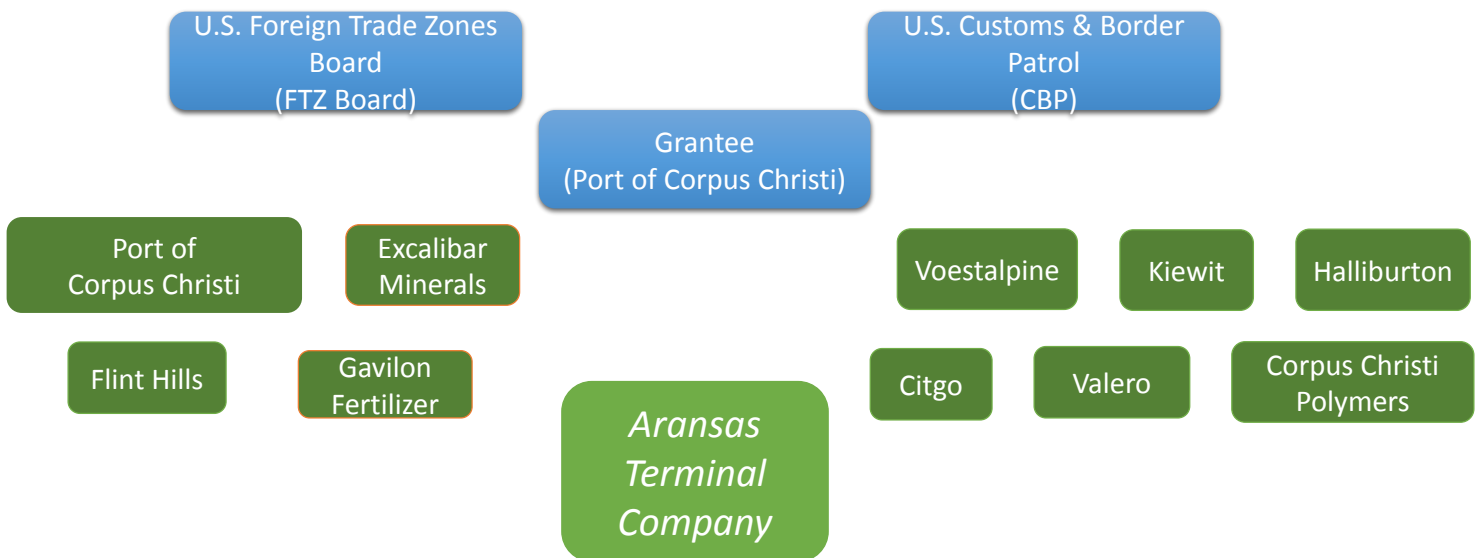 U.S. Foreign Trade Zones
Board
(FTZ Board)
U.S. Customs & Border
Patrol
(CBP)
Grantee
(Port of Corpus Christi)
Port of
Corpus Christi
Excalibar
Minerals
Voestalpine
Kiewit
Halliburton
Flint Hills
Gavilon
Fertilizer
Citgo
Valero
Corpus Christi
Polymers
Aransas
Terminal
Company